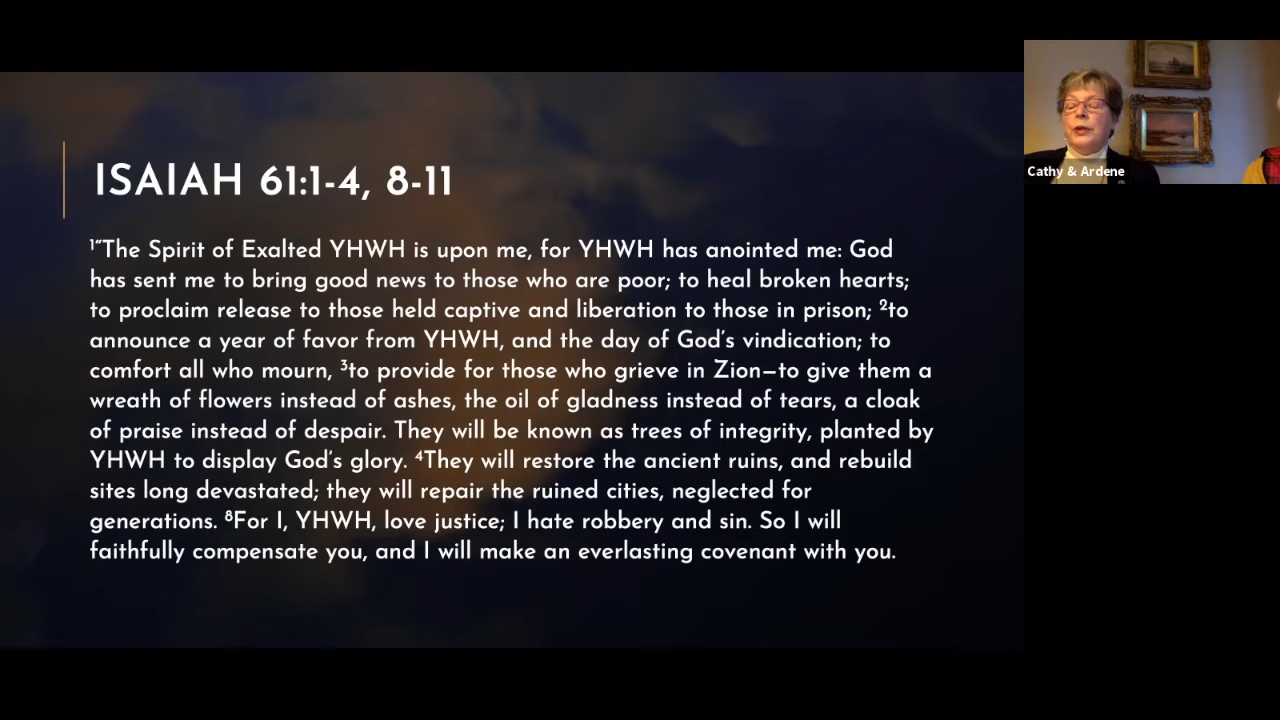 ISAIAH 61:1-4, 8-11
¹"The Spirit of Exalted YHWH is upon me, for YHWH has anointed me: God
has sent me to bring good news to those who are poor; to heal broken hearts;
to proclaim release to those held captive and liberation to those in prison; ²to
announce a year of favor from YHWH, and the day of God's vindication; to
comfort all who mourn, ³to provide for those who grieve in Zion—to give them a
wreath of flowers instead of ashes, the oil of gladness instead of tears, a cloak
of praise instead of despair. They will be known as trees of integrity, planted by
YHWH to display God's glory. ⁴They will restore the ancient ruins, and rebuild
sites long devastated; they will repair the ruined cities, neglected for
generations. ⁸For I, YHWH, love justice; I hate robbery and sin. So I will
faithfully compensate you, and I will make an everlasting covenant with you.
Cathy & Ardene